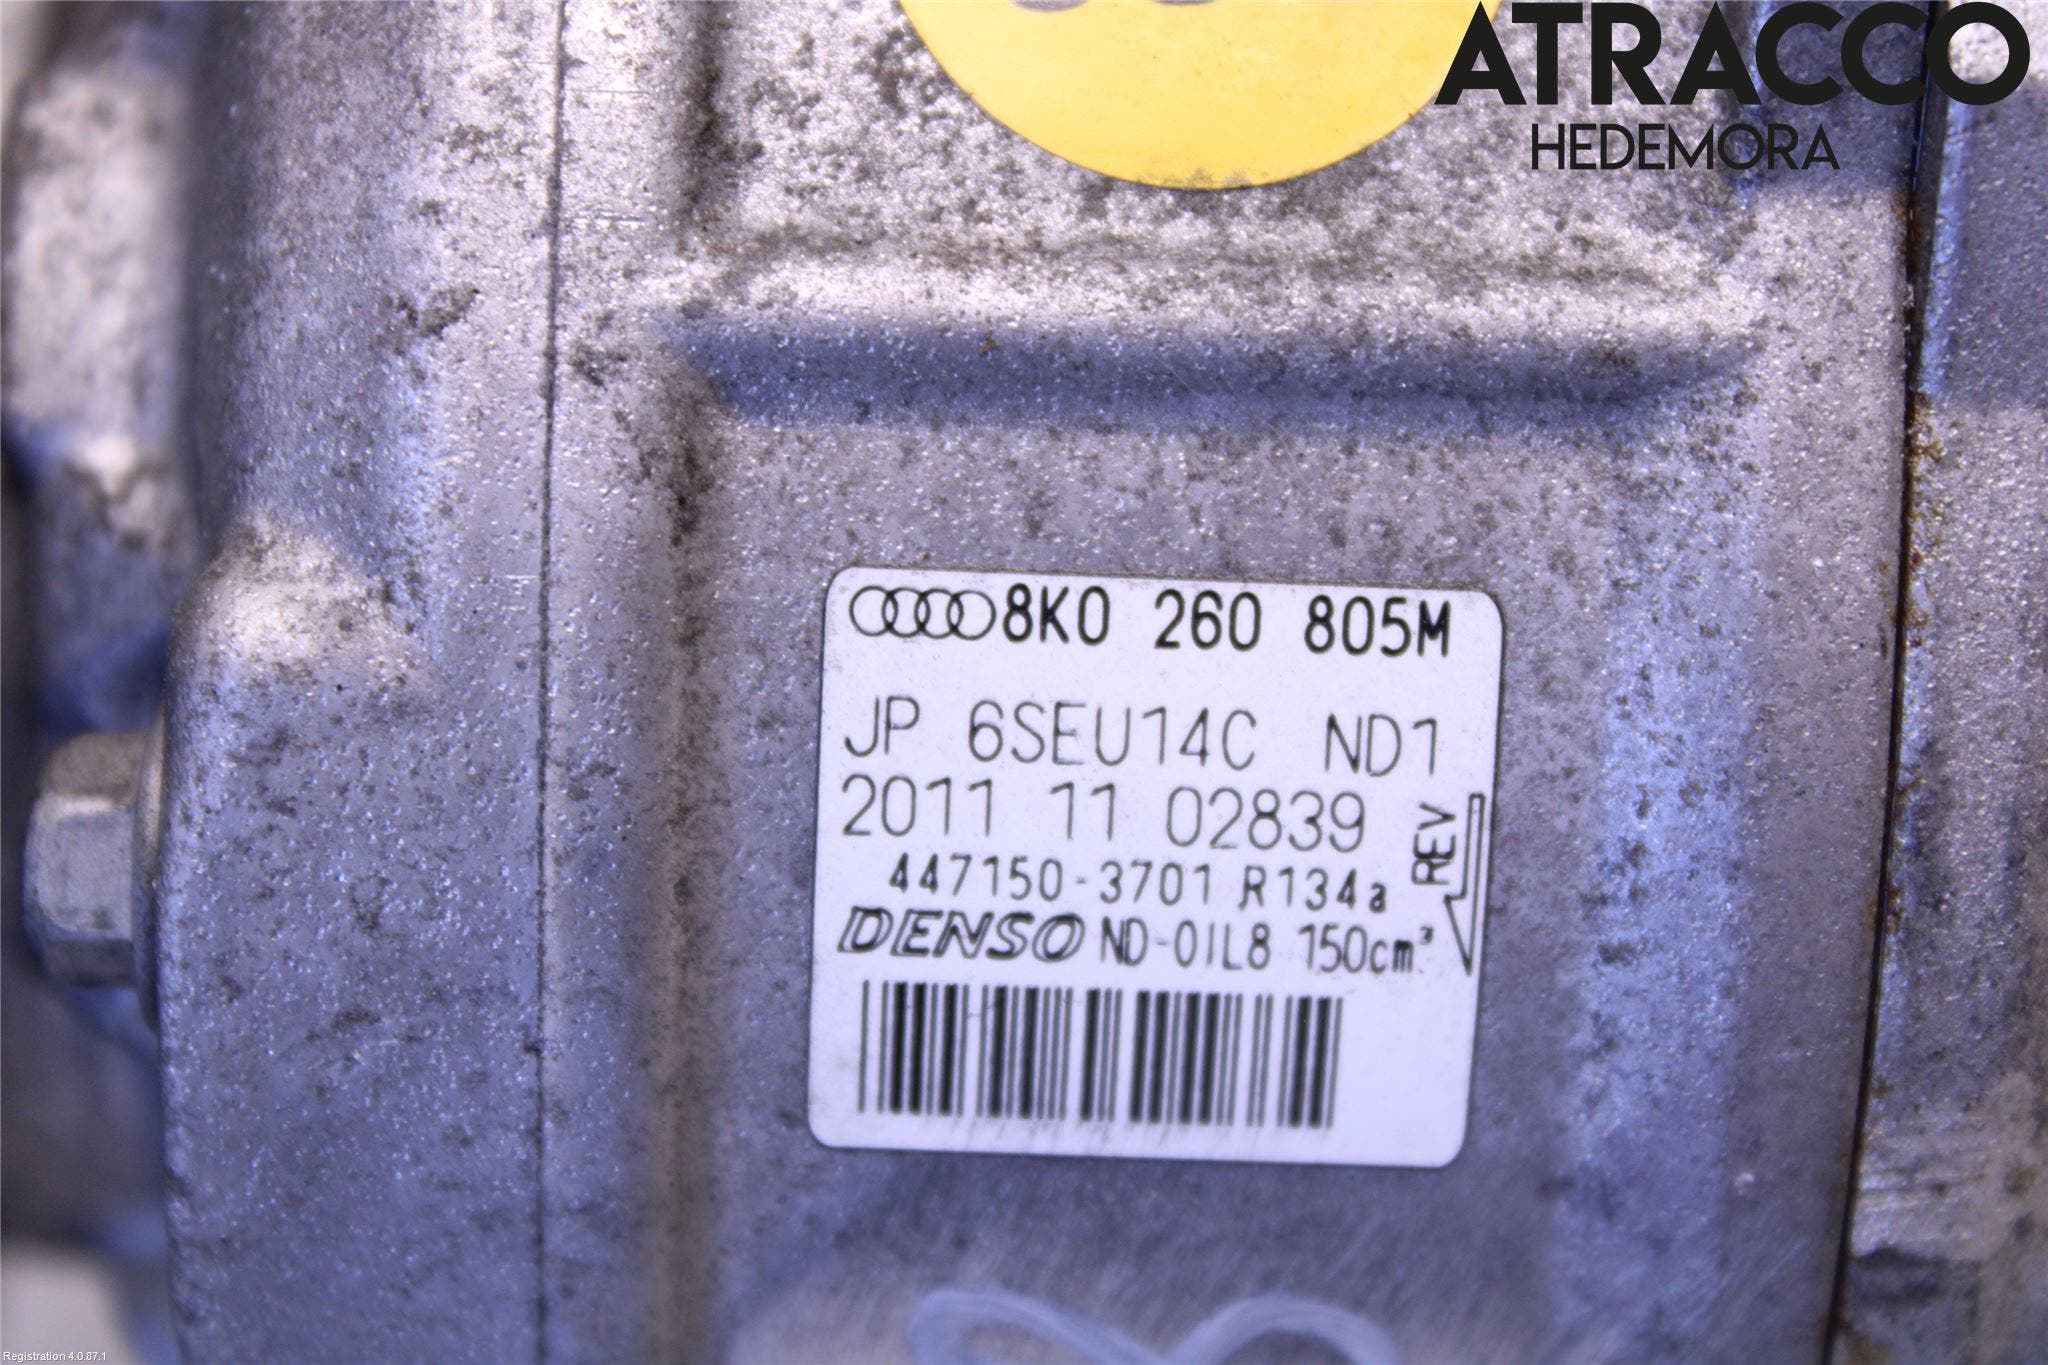 ATRACCO
HEDEMORA
8K0 260 805M
JP 6SEU14C ND1
2011 11 02839
447150-3701 R134a
REV
DENSO ND-OIL8 150cm³
Registration 4.0.87.1